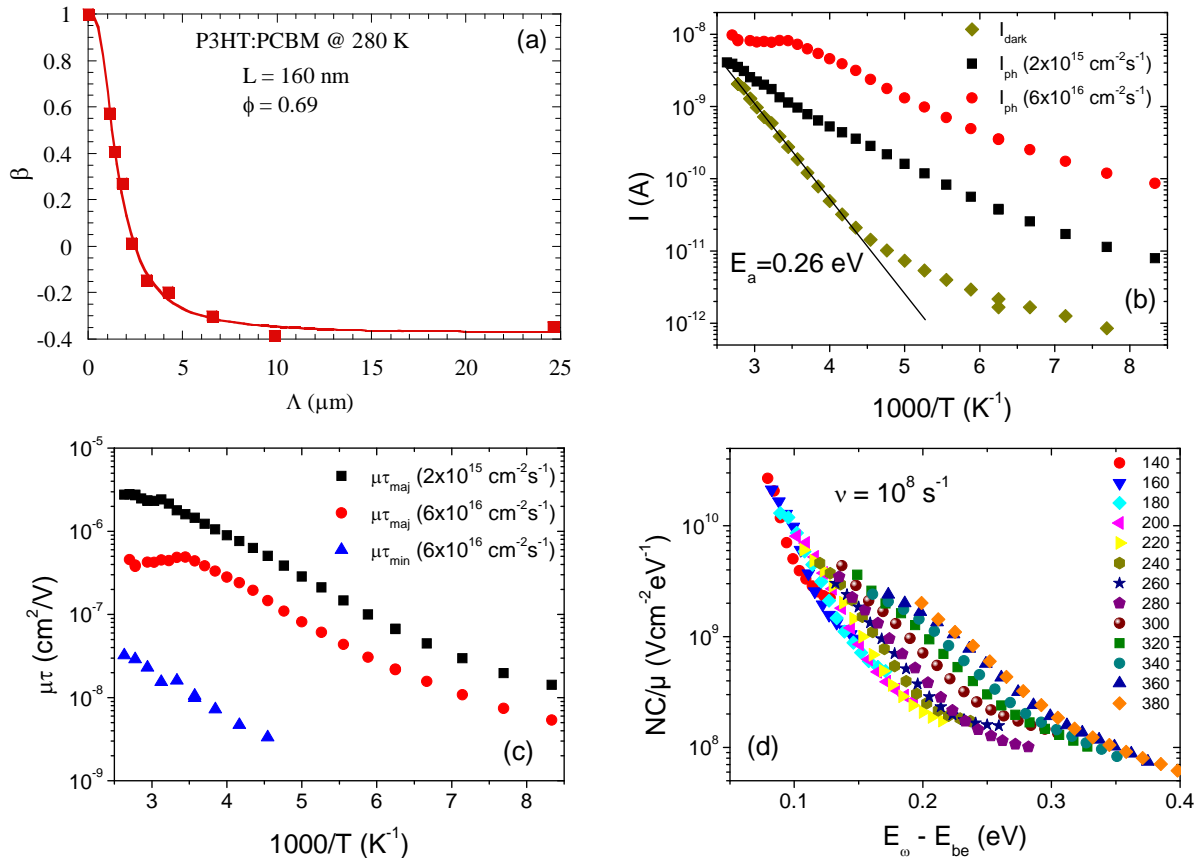 P3HT:PCBM @ 280 K
(a)
L = 160 nm
ϕ = 0.69
β
1
0.8
0.6
0.4
0.2
0
-0.2
-0.4
0 5 10 15 20 25
Λ (μm)
I_dark
I_ph (2x10^15 cm^-2s^-1)
I_ph (6x10^16 cm^-2s^-1)
I (A)
10^-7
10^-8
10^-9
10^-10
10^-11
10^-12
E_a=0.26 eV
(b)
3 4 5 6 7 8
1000/T (K^-1)
μτ (cm^2/V)
10^-5
10^-6
10^-7
10^-8
10^-9
μτ_maj (2x10^15 cm^-2s^-1)
μτ_maj (6x10^16 cm^-2s^-1)
μτ_min (6x10^16 cm^-2s^-1)
(c)
3 4 5 6 7 8
1000/T (K^-1)
NC/μ (Vcm^-2eV^-1)
10^10
10^9
10^8
ν = 10^8 s^-1
140
160
180
200
220
240
260
280
300
320
340
360
380
(d)
0.1 0.2 0.3 0.4
E_ω - E_be (eV)